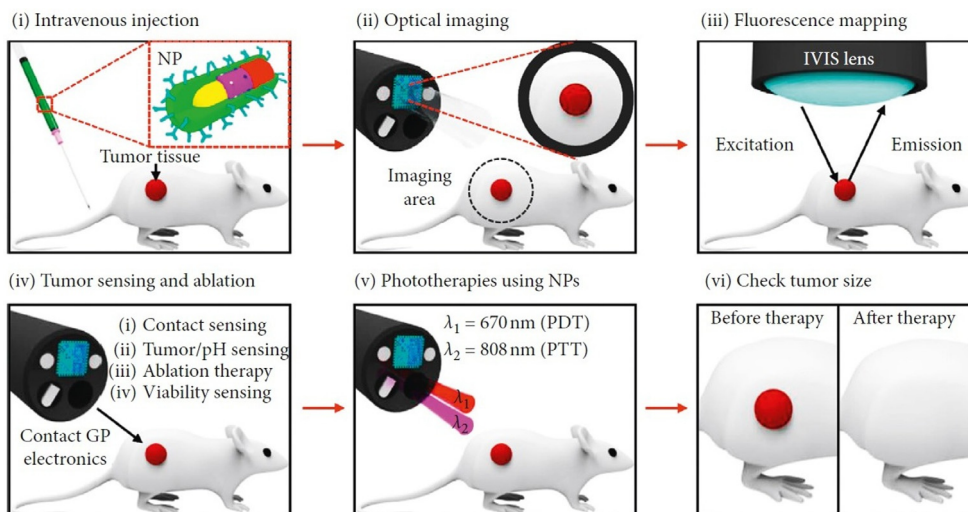 (i) Intravenous injection
NP
Tumor tissue
(ii) Optical imaging
Imaging
area
(iii) Fluorescence mapping
IVIS lens
Excitation
Emission
(iv) Tumor sensing and ablation
(i) Contact sensing
(ii) Tumor/pH sensing
(iii) Ablation therapy
(iv) Viability sensing
Contact GP
electronics
(v) Phototherapies using NPs
λ₁ = 670 nm (PDT)
λ₂ = 808 nm (PTT)
λ₁
λ₂
(vi) Check tumor size
Before therapy
After therapy